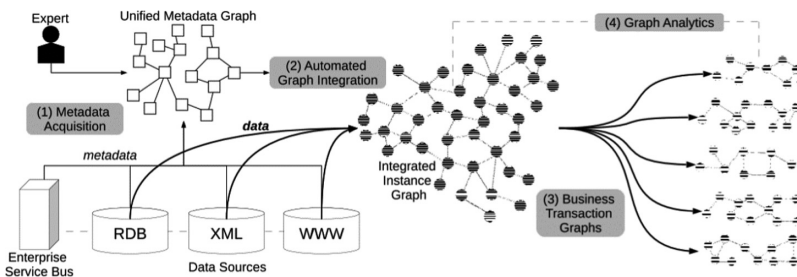 Expert
Unified Metadata Graph
(4) Graph Analytics
(2) Automated
Graph Integration
(1) Metadata
Acquisition
data
metadata
Integrated
Instance
Graph
(3) Business
Transaction
Graphs
RDB
XML
WWW
Enterprise
Service Bus
Data Sources